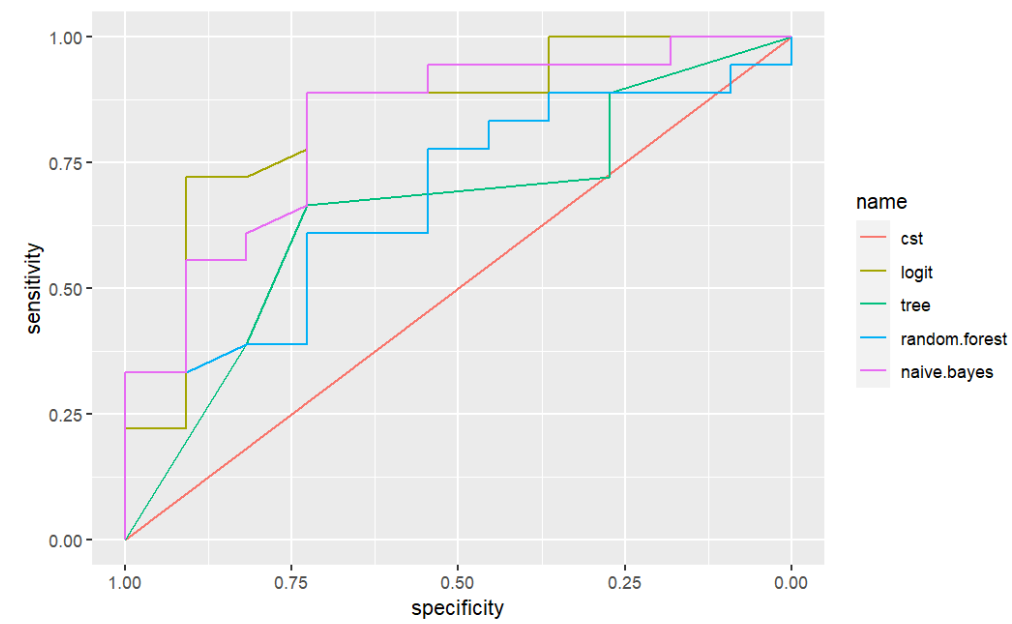 1.00
0.75
0.50
0.25
0.00
sensitivity
1.00 0.75 0.50 0.25 0.00
specificity
name
cst
logit
tree
random.forest
naive.bayes